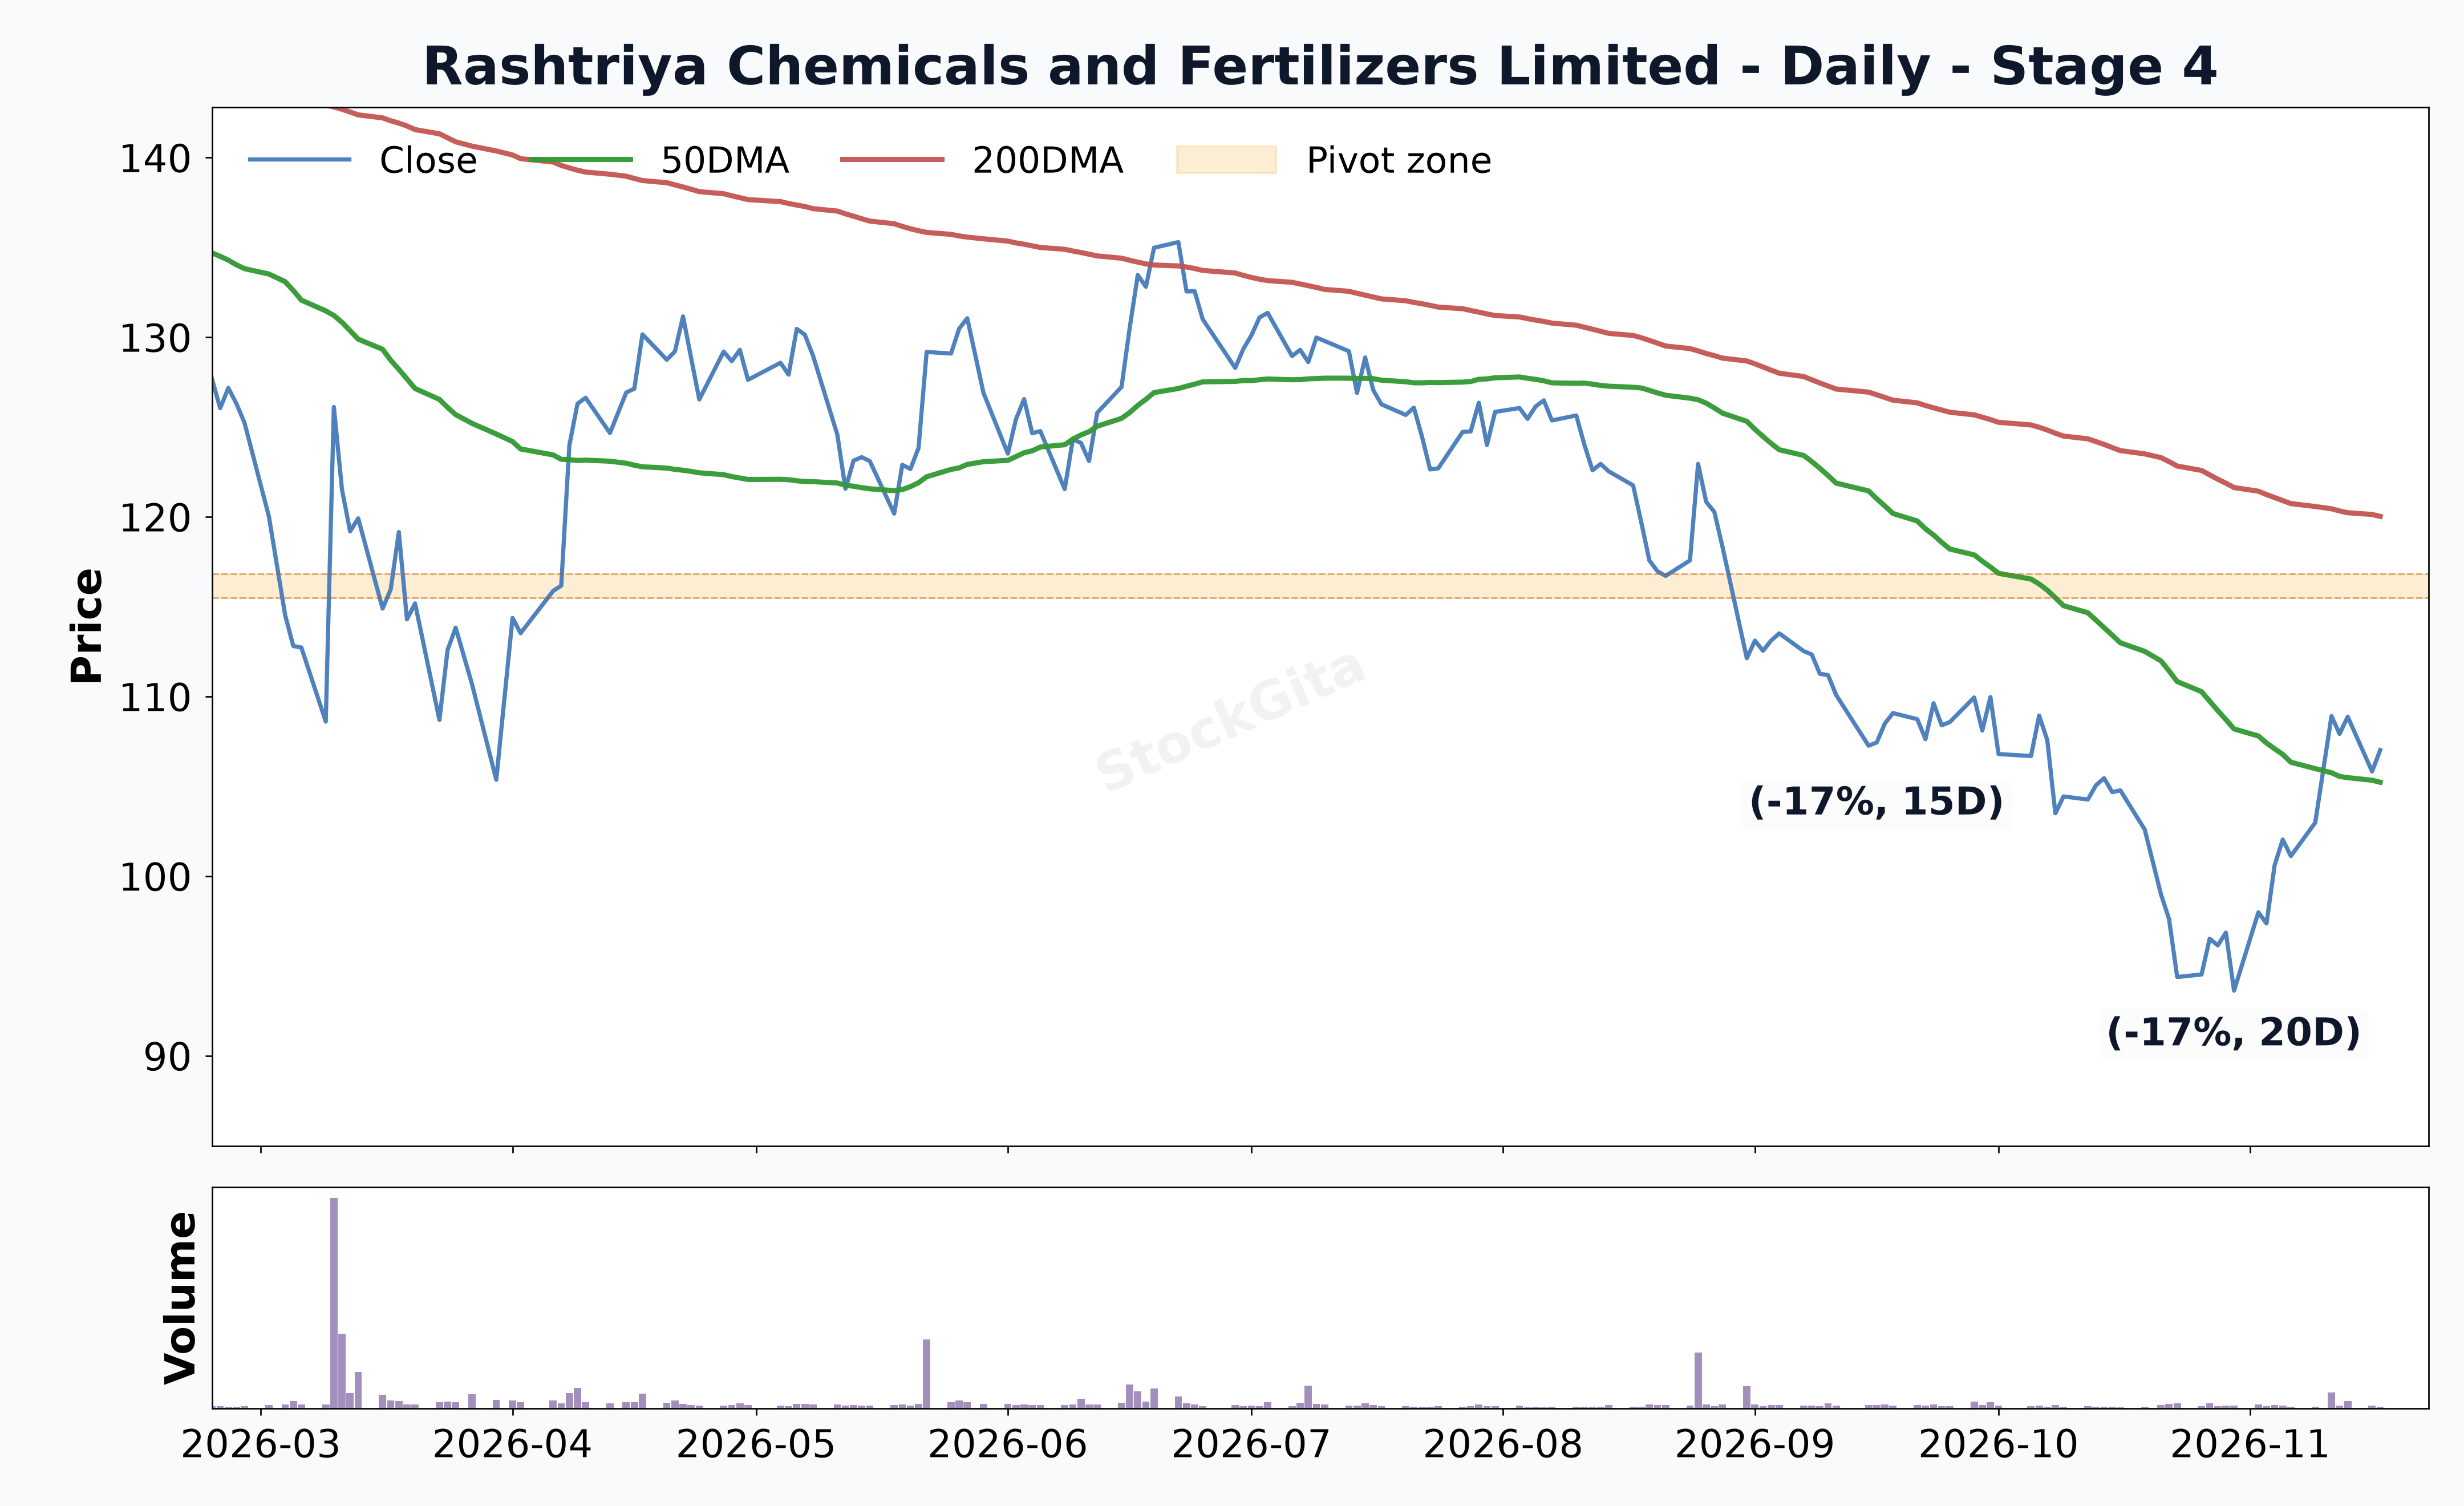 Rashtriya Chemicals and Fertilizers Limited - Daily - Stage 4
Close 50DMA 200DMA Pivot zone
140
130
120
110
100
90
Price
StockGita
(-17%, 15D)
(-17%, 20D)
Volume
2026-03 2026-04 2026-05 2026-06 2026-07 2026-08 2026-09 2026-10 2026-11